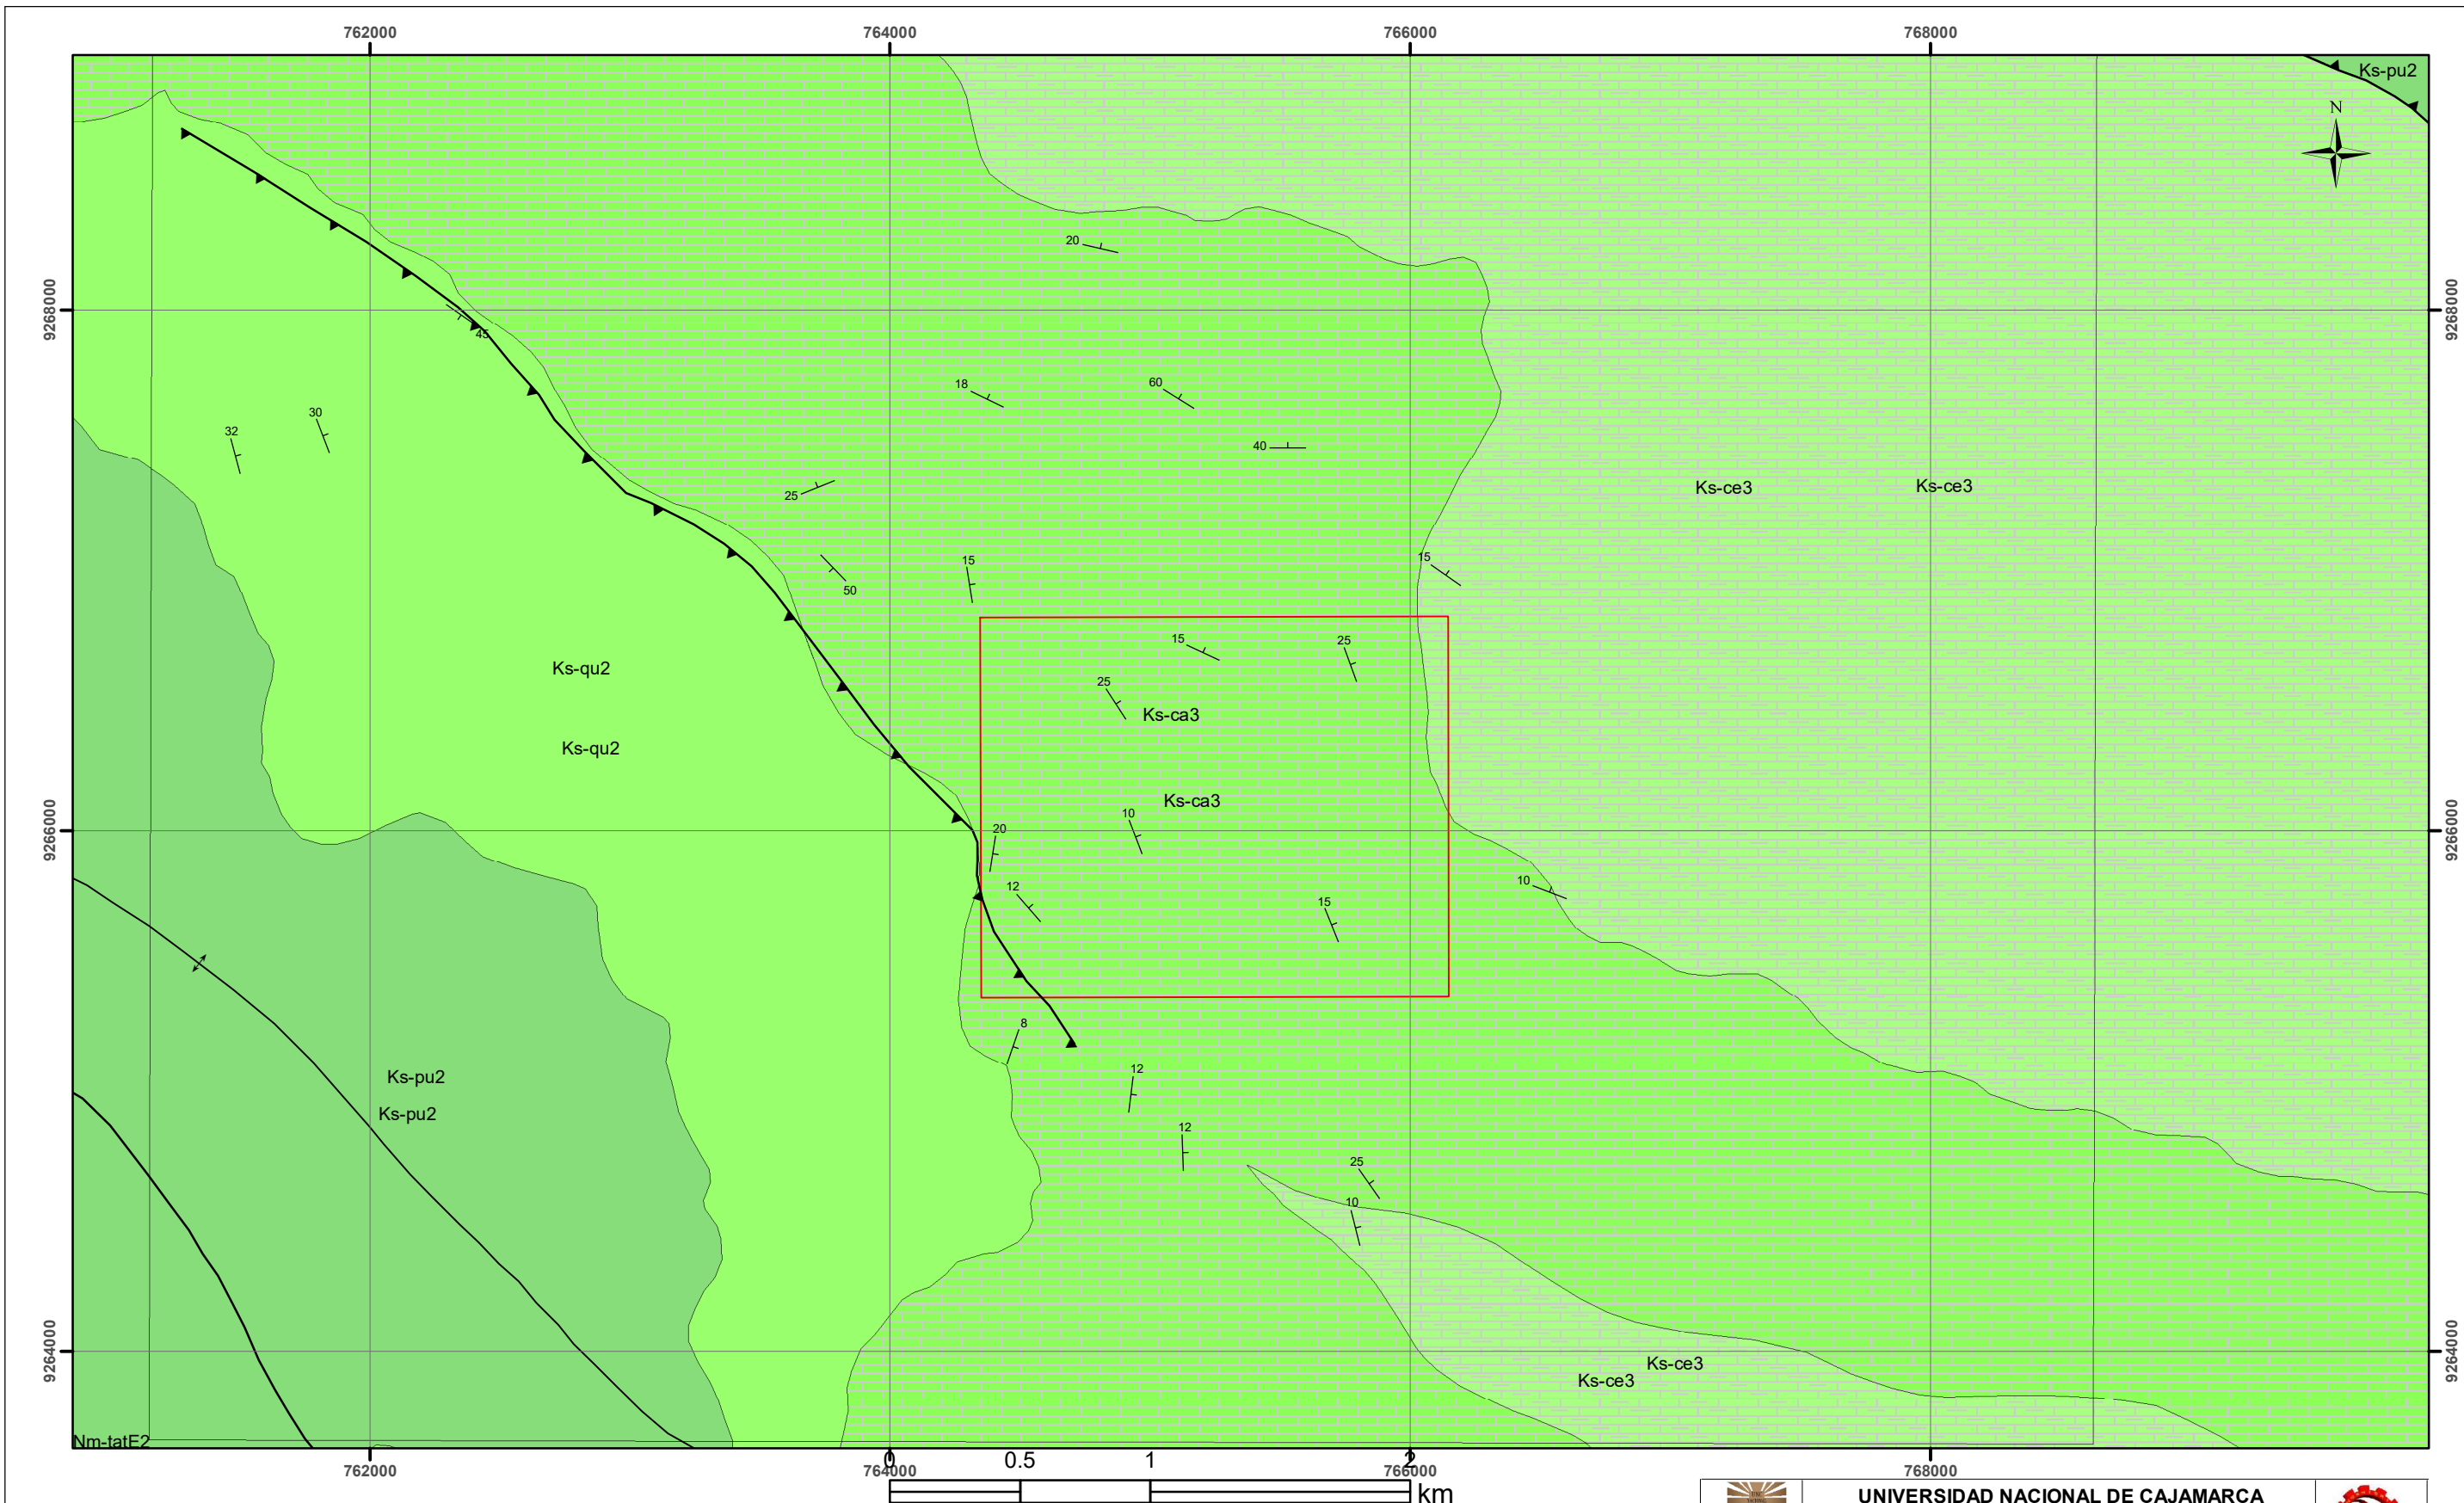 762000 764000 766000 768000
Ks-pu2
N
20
9268000 9268000
45
18 60
30
32
40
25
Ks-ce3 Ks-ce3
15 15
50
15 25
Ks-qu2
25
Ks-ca3
Ks-qu2
Ks-ca3
10
20
9266000 9266000
12 10
15
8
12
Ks-pu2
Ks-pu2
12
25
10
9264000 9264000
Ks-ce3
Ks-ce3
Nm-tatE2
0 0.5 1 2
762000 764000 766000 768000
km
UNIVERSIDAD NACIONAL DE CAJAMARCA